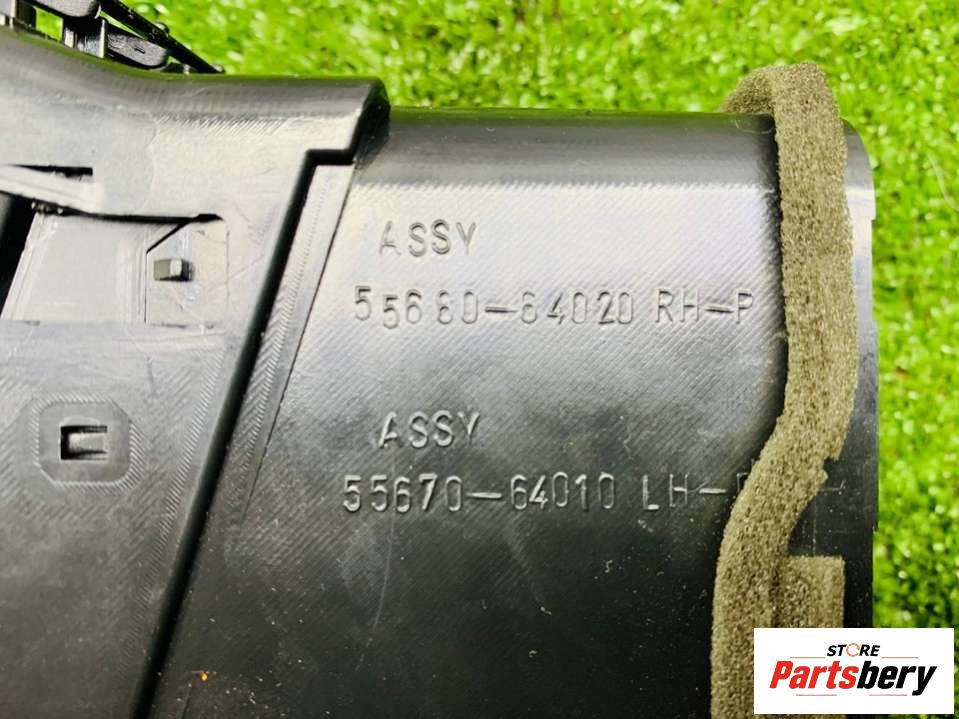 ASSY
55680-64020 RH-P
ASSY
55670-64010 LH-
STORE
Partsbery